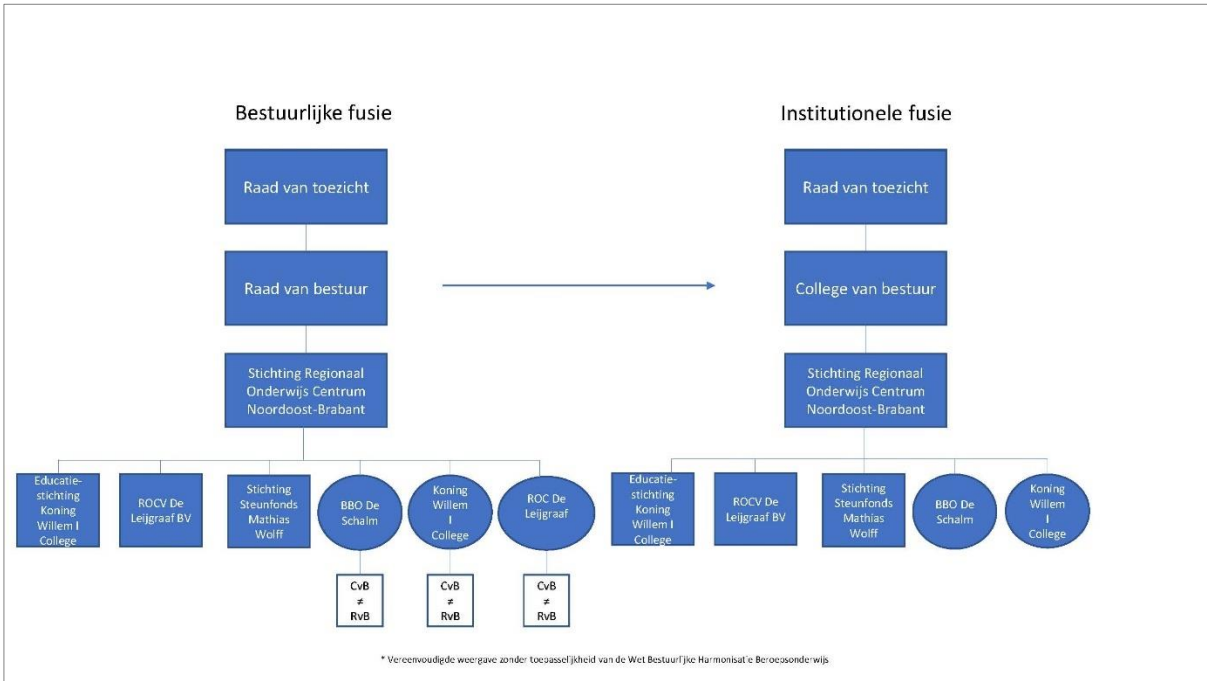 Bestuurlijke fusie
Raad van toezicht
Raad van bestuur
Stichting Regionaal
Onderwijs Centrum
Noordoost-Brabant
Educatie-
stichting
Koning
Willem I
College
ROCV De
Leijgraaf BV
Stichting
Steunfonds
Mathias
Wolff
BBO De
Schalm
Koning
Willem
I
College
ROC De
Leijgraaf
CvB
≠
RvB
CvB
≠
RvB
CvB
≠
RvB
Institutionele fusie
Raad van toezicht
College van bestuur
Stichting Regionaal
Onderwijs Centrum
Noordoost-Brabant
Educatie-
stichting
Koning
Willem I
College
ROCV De
Leijgraaf BV
Stichting
Steunfonds
Mathias
Wolff
BBO De
Schalm
Koning
Willem
I
College
* Vereenvoudigde weergave zonder toepasselijkheid van de Wet Bestuurlijke Harmonisatie Beroepsonderwijs